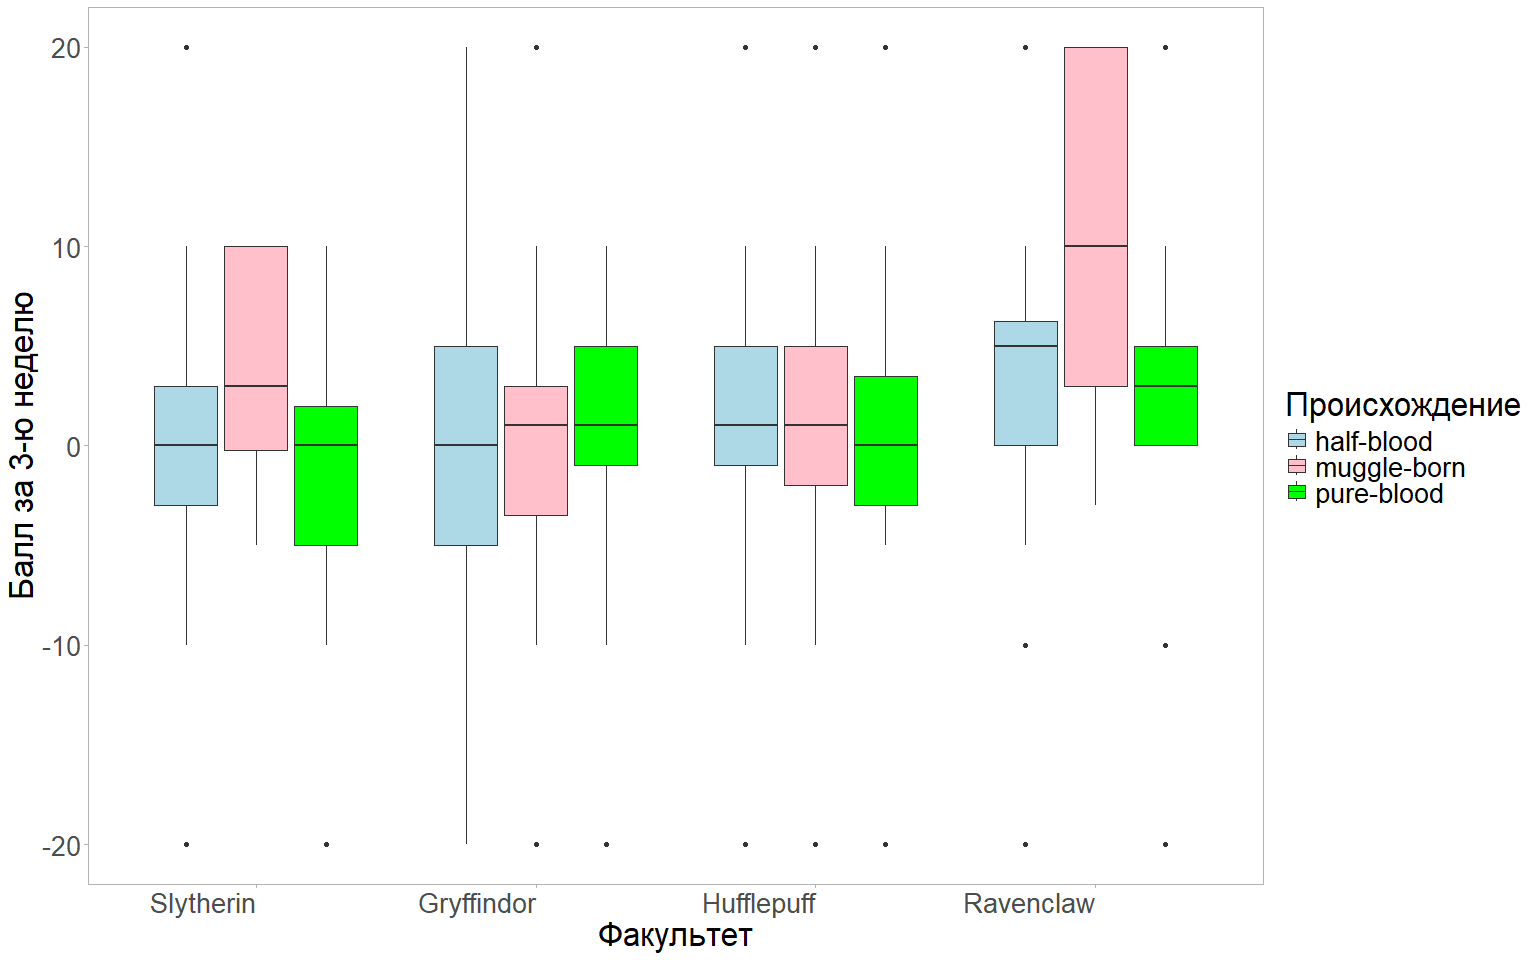 Балл за 3-ю неделю
20
10
0
-10
-20
Slytherin
Gryffindor
Hufflepuff
Ravenclaw
Факультет
Происхождение
half-blood
muggle-born
pure-blood